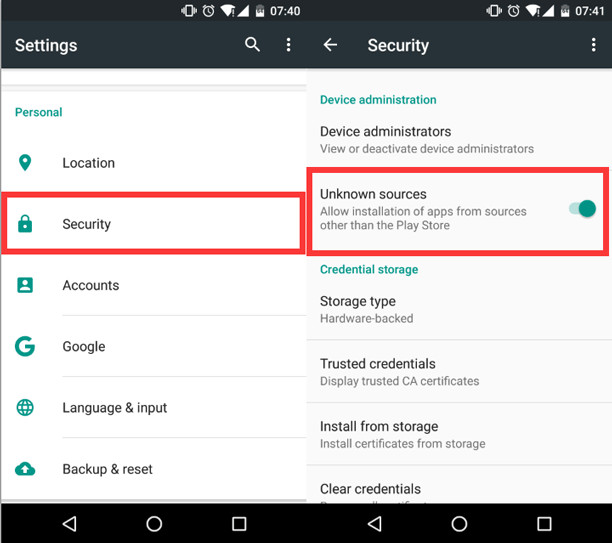 07:40
Settings
Personal
Location
Security
Accounts
Google
Language & input
Backup & reset
07:41
Security
Device administration
Device administrators
View or deactivate device administrators
Unknown sources
Allow installation of apps from sources
other than the Play Store
Credential storage
Storage type
Hardware-backed
Trusted credentials
Display trusted CA certificates
Install from storage
Install certificates from storage
Clear credentials